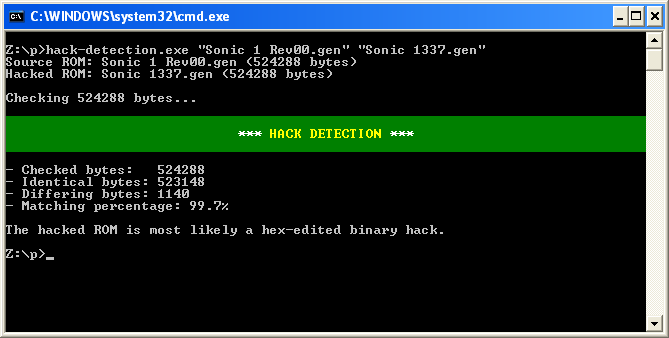 C:\WINDOWS\system32\cmd.exe
Z:\p>hack-detection.exe "Sonic 1 Rev00.gen" "Sonic 1337.gen"
Source ROM: Sonic 1 Rev00.gen (524288 bytes)
Hacked ROM: Sonic 1337.gen (524288 bytes)
Checking 524288 bytes...
*** HACK DETECTION ***
- Checked bytes:   524288
- Identical bytes: 523148
- Differing bytes: 1140
- Matching percentage: 99.7%
The hacked ROM is most likely a hex-edited binary hack.
Z:\p>_